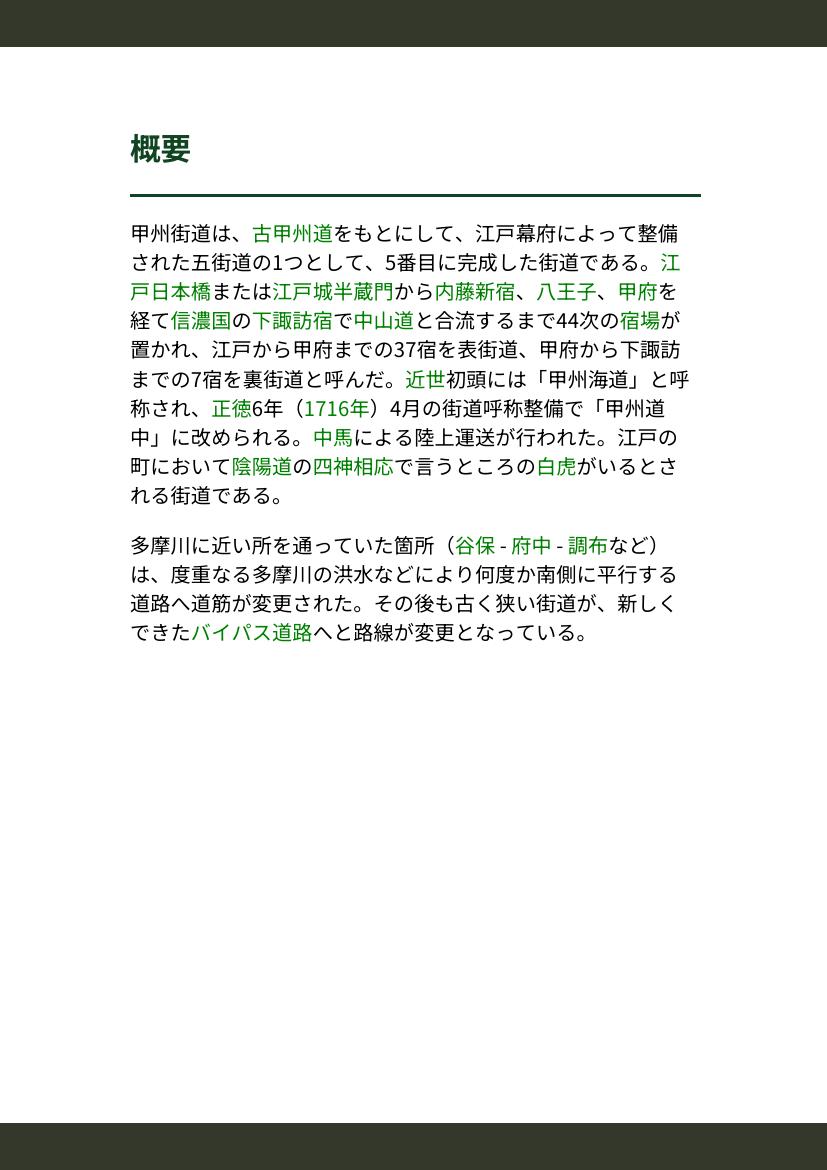 概要
甲州街道は、古甲州道をもとにして、江戸幕府によって整備
された五街道の1つとして、5番目に完成した街道である。江
戸日本橋または江戸城半蔵門から内藤新宿、八王子、甲府を
経て信濃国の下諏訪宿で中山道と合流するまで44次の宿場が
置かれ、江戸から甲府までの37宿を表街道、甲府から下諏訪
までの7宿を裏街道と呼んだ。近世初頭には「甲州海道」と呼
称され、正徳6年（1716年）4月の街道呼称整備で「甲州道
中」に改められる。中馬による陸上運送が行われた。江戸の
町において陰陽道の四神相応で言うところの白虎がいるとさ
れる街道である。
多摩川に近い所を通っていた箇所（谷保 - 府中 - 調布など）
は、度重なる多摩川の洪水などにより何度か南側に平行する
道路へ道筋が変更された。その後も古く狭い街道が、新しく
できたバイパス道路へと路線が変更となっている。